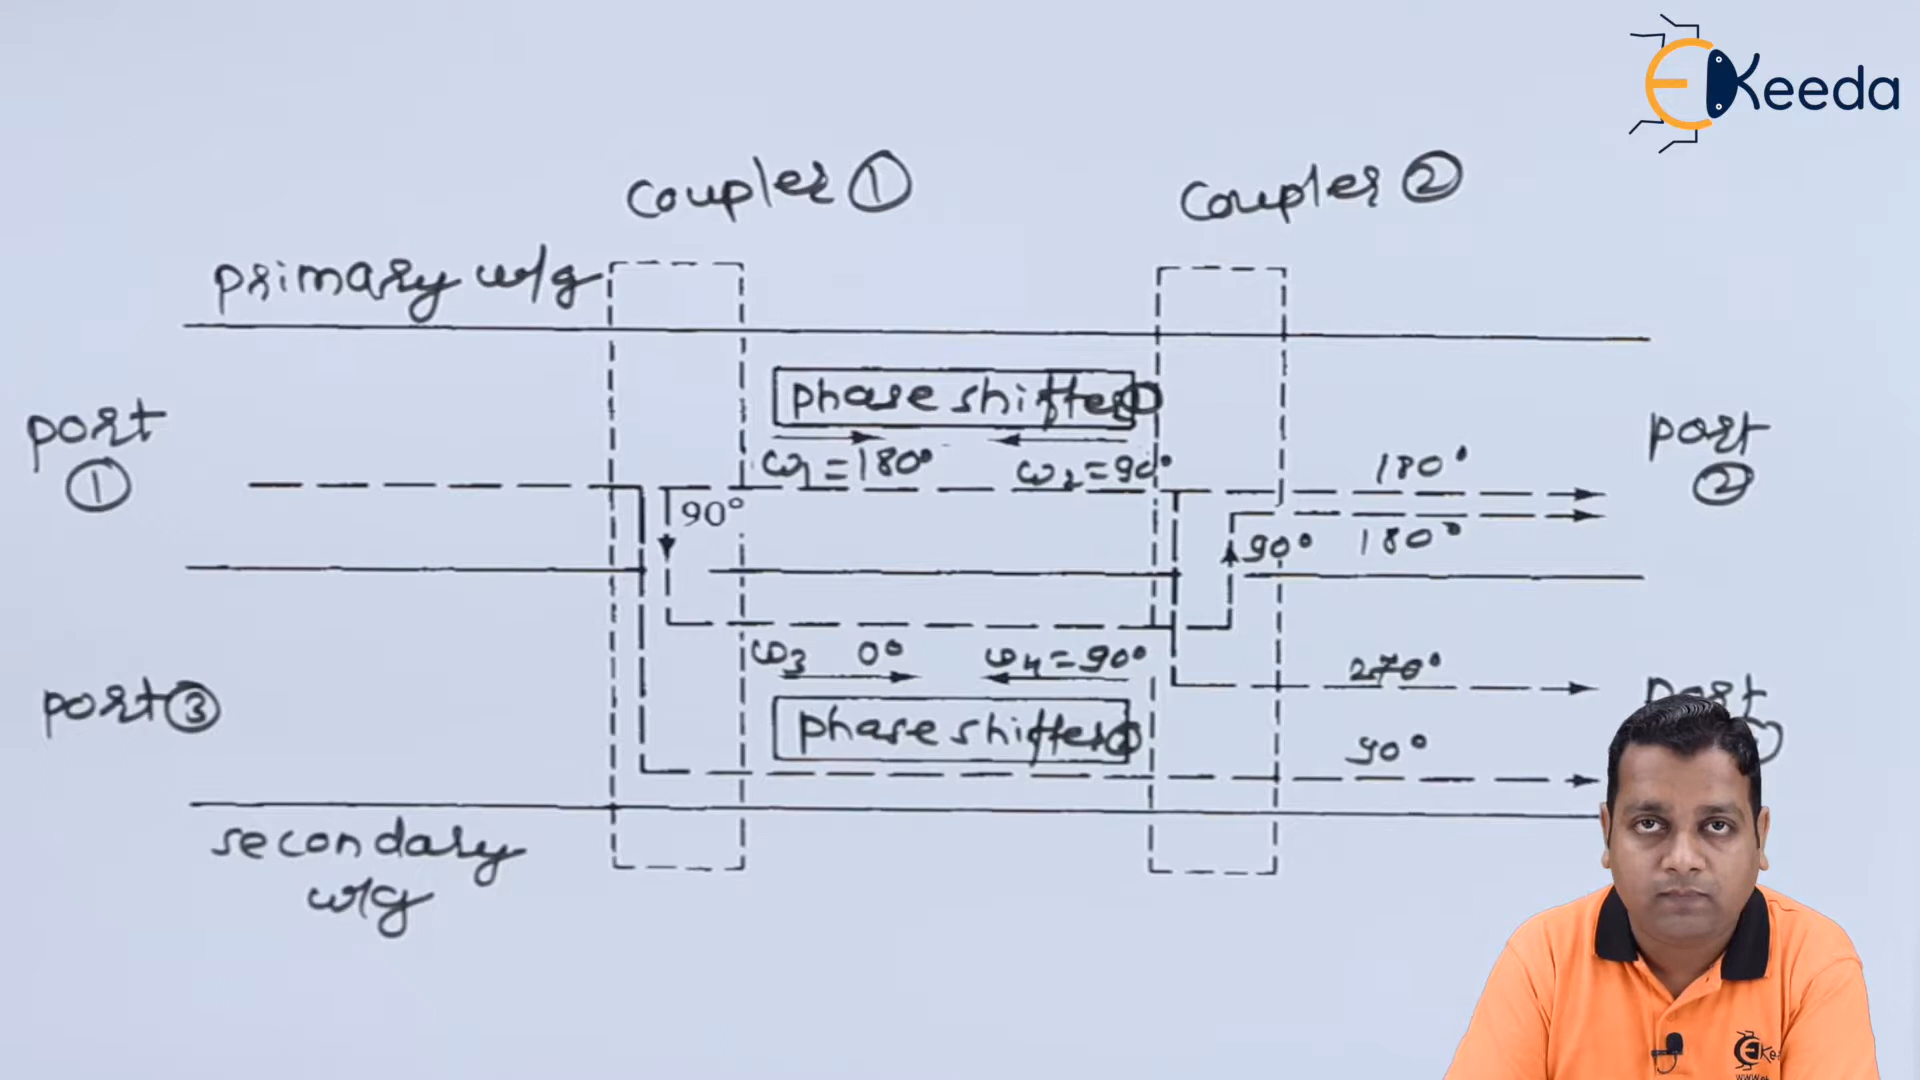 EKeeda
Coupler ①
Coupler ②
primary w/g
phase shifter ①
port
①
ω1 = 180°
ω2 = 90°
180°
port
②
90°
90°
180°
ω3 0°
ω4 = 90°
270°
port ③
port
phase shifter
90°
secondary
w/g